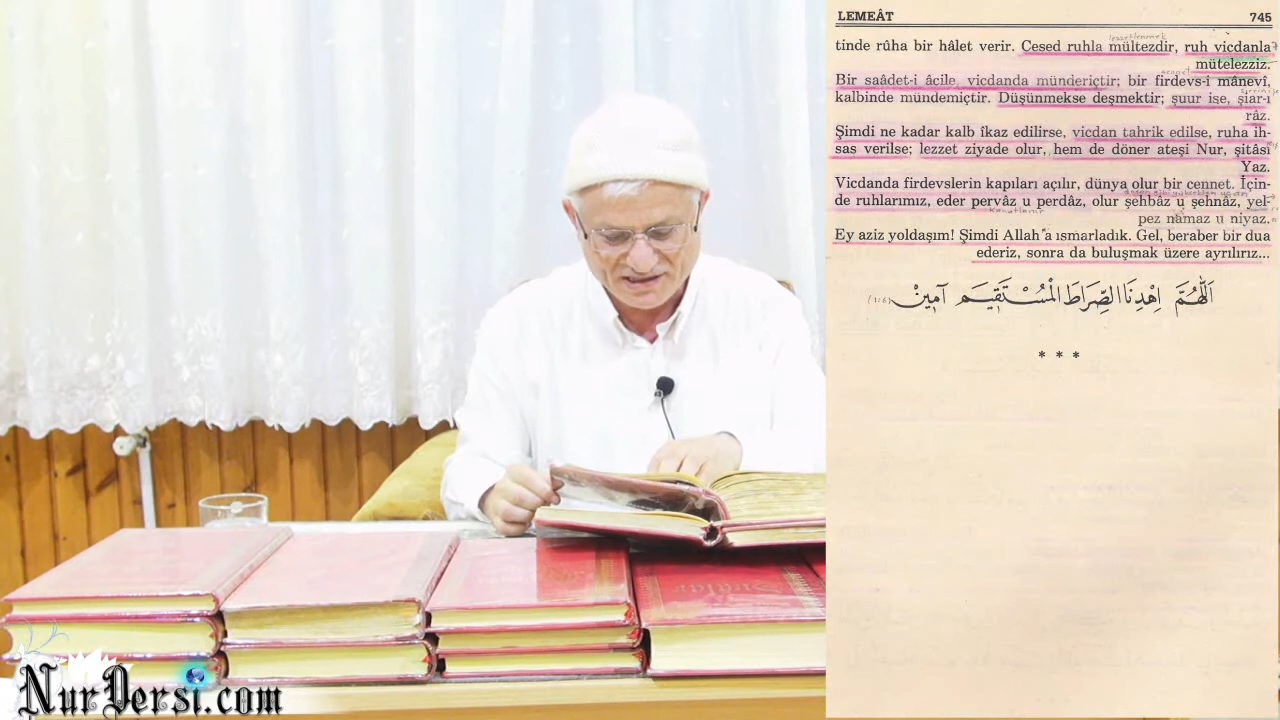 LEMEÂT 745
tinde rûha bir hâlet verir. Cesed ruhla mültezdir, ruh vicdanla
mütelezziz.
Bir saâdet-i âcile, vicdanda münderiçtir; bir firdevs-i mânevî,
kalbinde mündemiçtir. Düşünmekse deşmektir; şuur ise, şiar-ı
râz.
Şimdi ne kadar kalb îkaz edilirse, vicdan tahrik edilse, ruha ih-
sas verilse; lezzet ziyade olur, hem de döner ateşi Nur, şitâsı
Yaz.
Vicdanda firdevslerin kapıları açılır, dünya olur bir cennet. İçin-
de ruhlarımız, eder pervâz u perdâz, olur şehbâz u şehnâz, yel-
pez namaz u niyaz.
Ey aziz yoldaşım! Şimdi Allah'a ısmarladık. Gel, beraber bir dua
ederiz, sonra da buluşmak üzere ayrılırız...
اَللّٰهُمَّ اِهْدِنَا الصِّرَاطَ الْمُسْتَقِيمَ آمِينْ
* * *
NurDersi.com